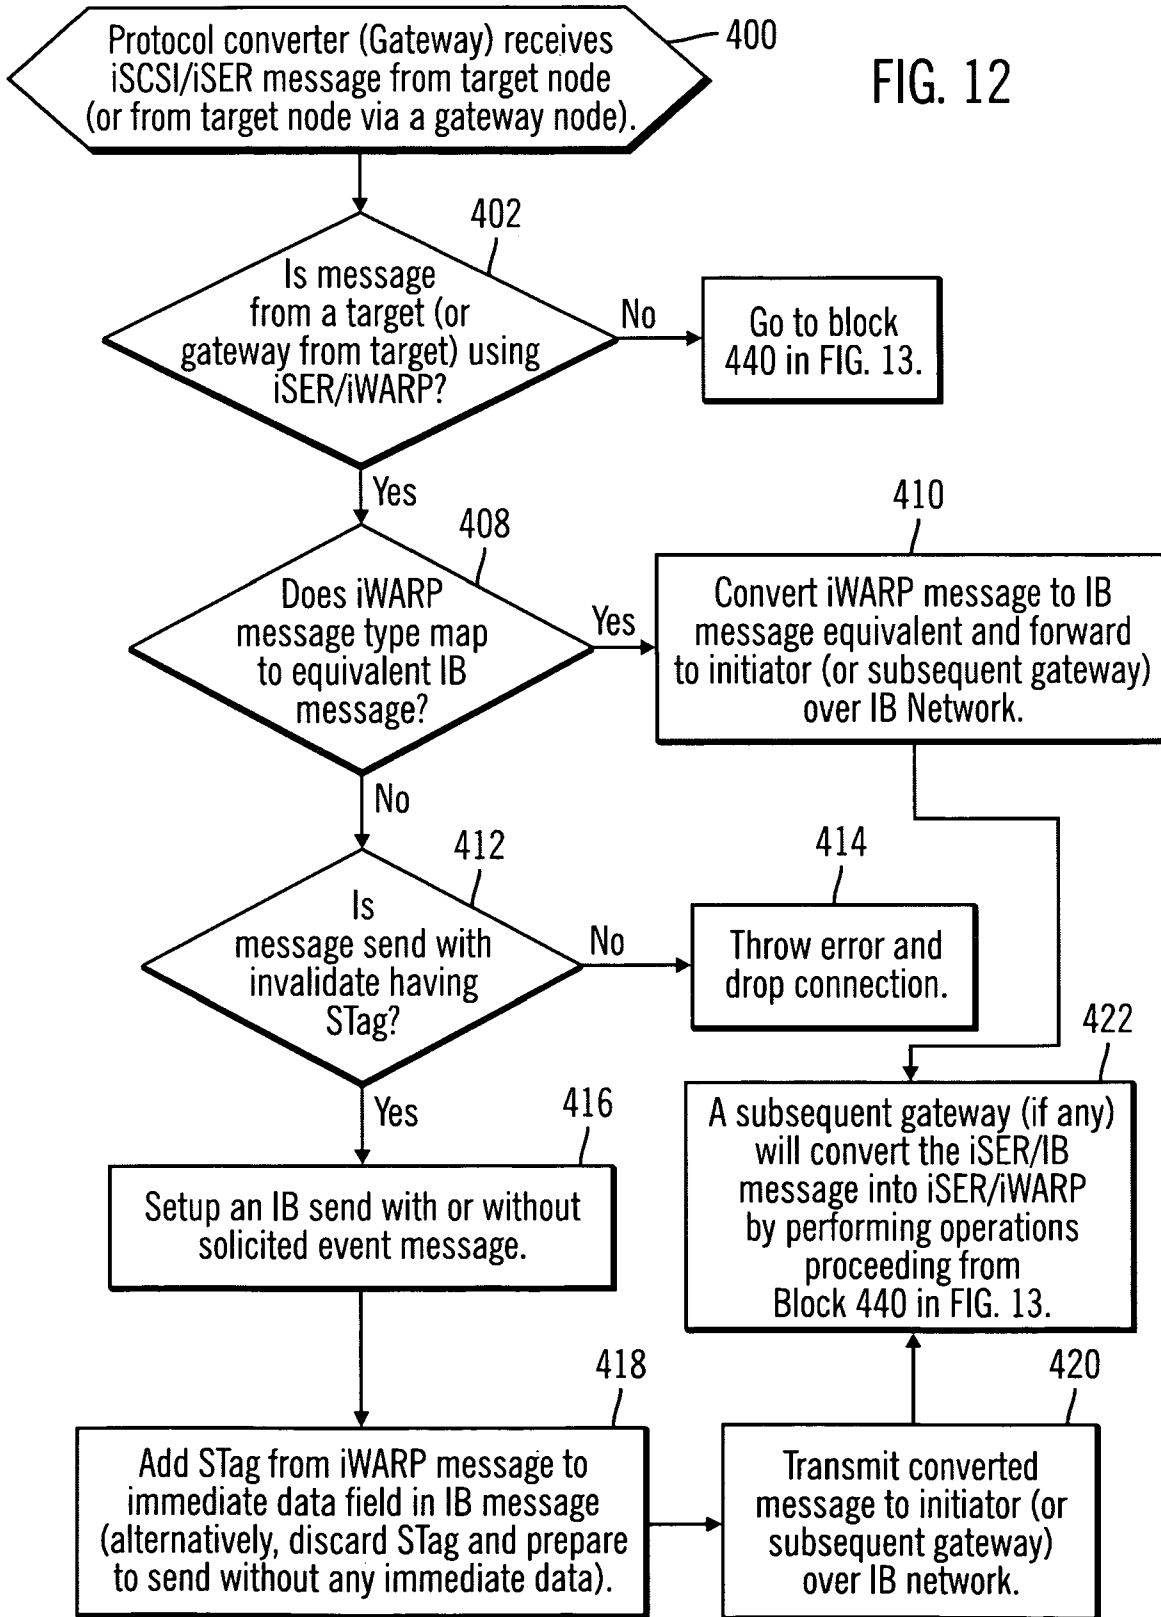 Protocol converter (Gateway) receives
iSCSI/iSER message from target node
(or from target node via a gateway node).
400
FIG. 12
402
Is message
from a target (or
gateway from target) using
iSER/iWARP?
No
Go to block
440 in FIG. 13.
Yes
408
Does iWARP
message type map
to equivalent IB
message?
Yes
410
Convert iWARP message to IB
message equivalent and forward
to initiator (or subsequent gateway)
over IB Network.
No
412
Is
message send with
invalidate having
STag?
No
414
Throw error and
drop connection.
Yes
416
Setup an IB send with or without
solicited event message.
422
A subsequent gateway (if any)
will convert the iSER/IB
message into iSER/iWARP
by performing operations
proceeding from
Block 440 in FIG. 13.
418
Add STag from iWARP message to
immediate data field in IB message
(alternatively, discard STag and prepare
to send without any immediate data).
420
Transmit converted
message to initiator (or
subsequent gateway)
over IB network.